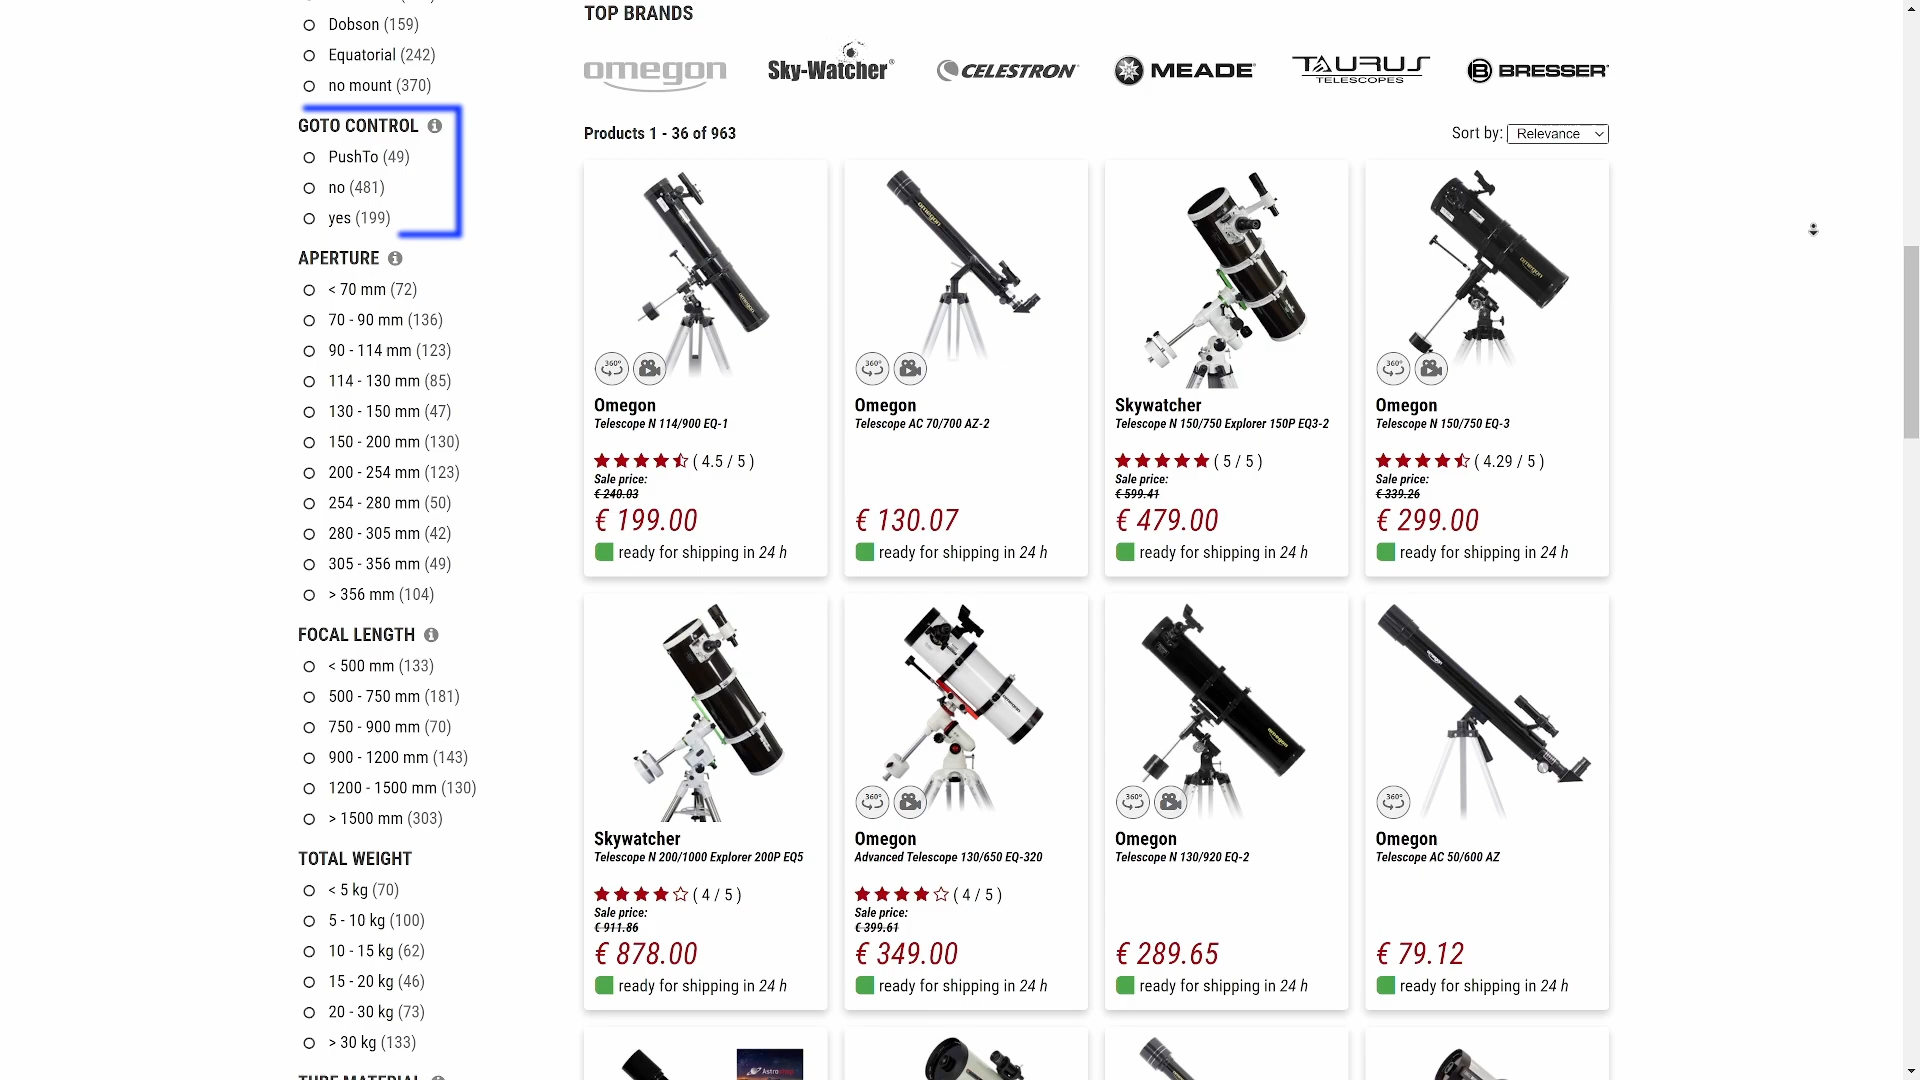 Dobson (159)
Equatorial (242)
no mount (370)
GOTO CONTROL
PushTo (49)
no (481)
yes (199)
APERTURE
< 70 mm (72)
70 - 90 mm (136)
90 - 114 mm (123)
114 - 130 mm (85)
130 - 150 mm (47)
150 - 200 mm (130)
200 - 254 mm (123)
254 - 280 mm (50)
280 - 305 mm (42)
305 - 356 mm (49)
> 356 mm (104)
FOCAL LENGTH
< 500 mm (133)
500 - 750 mm (181)
750 - 900 mm (70)
900 - 1200 mm (143)
1200 - 1500 mm (130)
> 1500 mm (303)
TOTAL WEIGHT
< 5 kg (70)
5 - 10 kg (100)
10 - 15 kg (62)
15 - 20 kg (46)
20 - 30 kg (73)
> 30 kg (133)
TUBE MATERIAL
TOP BRANDS
omegon Sky-Watcher® CELESTRON MEADE TAURUS TELESCOPES BRESSER
Products 1 - 36 of 963
Sort by: Relevance
360°
Omegon
Telescope N 114/900 EQ-1
( 4.5 / 5 )
Sale price:
€ 240.03
€ 199.00
ready for shipping in 24 h
omegon
360°
Omegon
Telescope AC 70/700 AZ-2
€ 130.07
ready for shipping in 24 h
Skywatcher
Telescope N 150/750 Explorer 150P EQ3-2
( 5 / 5 )
Sale price:
€ 599.41
€ 479.00
ready for shipping in 24 h
omegon
360°
Omegon
Telescope N 150/750 EQ-3
( 4.29 / 5 )
Sale price:
€ 339.26
€ 299.00
ready for shipping in 24 h
Skywatcher
Telescope N 200/1000 Explorer 200P EQ5
( 4 / 5 )
Sale price:
€ 911.86
€ 878.00
ready for shipping in 24 h
omegon
360°
Omegon
Advanced Telescope 130/650 EQ-320
( 4 / 5 )
Sale price:
€ 399.61
€ 349.00
ready for shipping in 24 h
omegon
360°
Omegon
Telescope N 130/920 EQ-2
€ 289.65
ready for shipping in 24 h
360°
Omegon
Telescope AC 50/600 AZ
€ 79.12
ready for shipping in 24 h
Astroshop